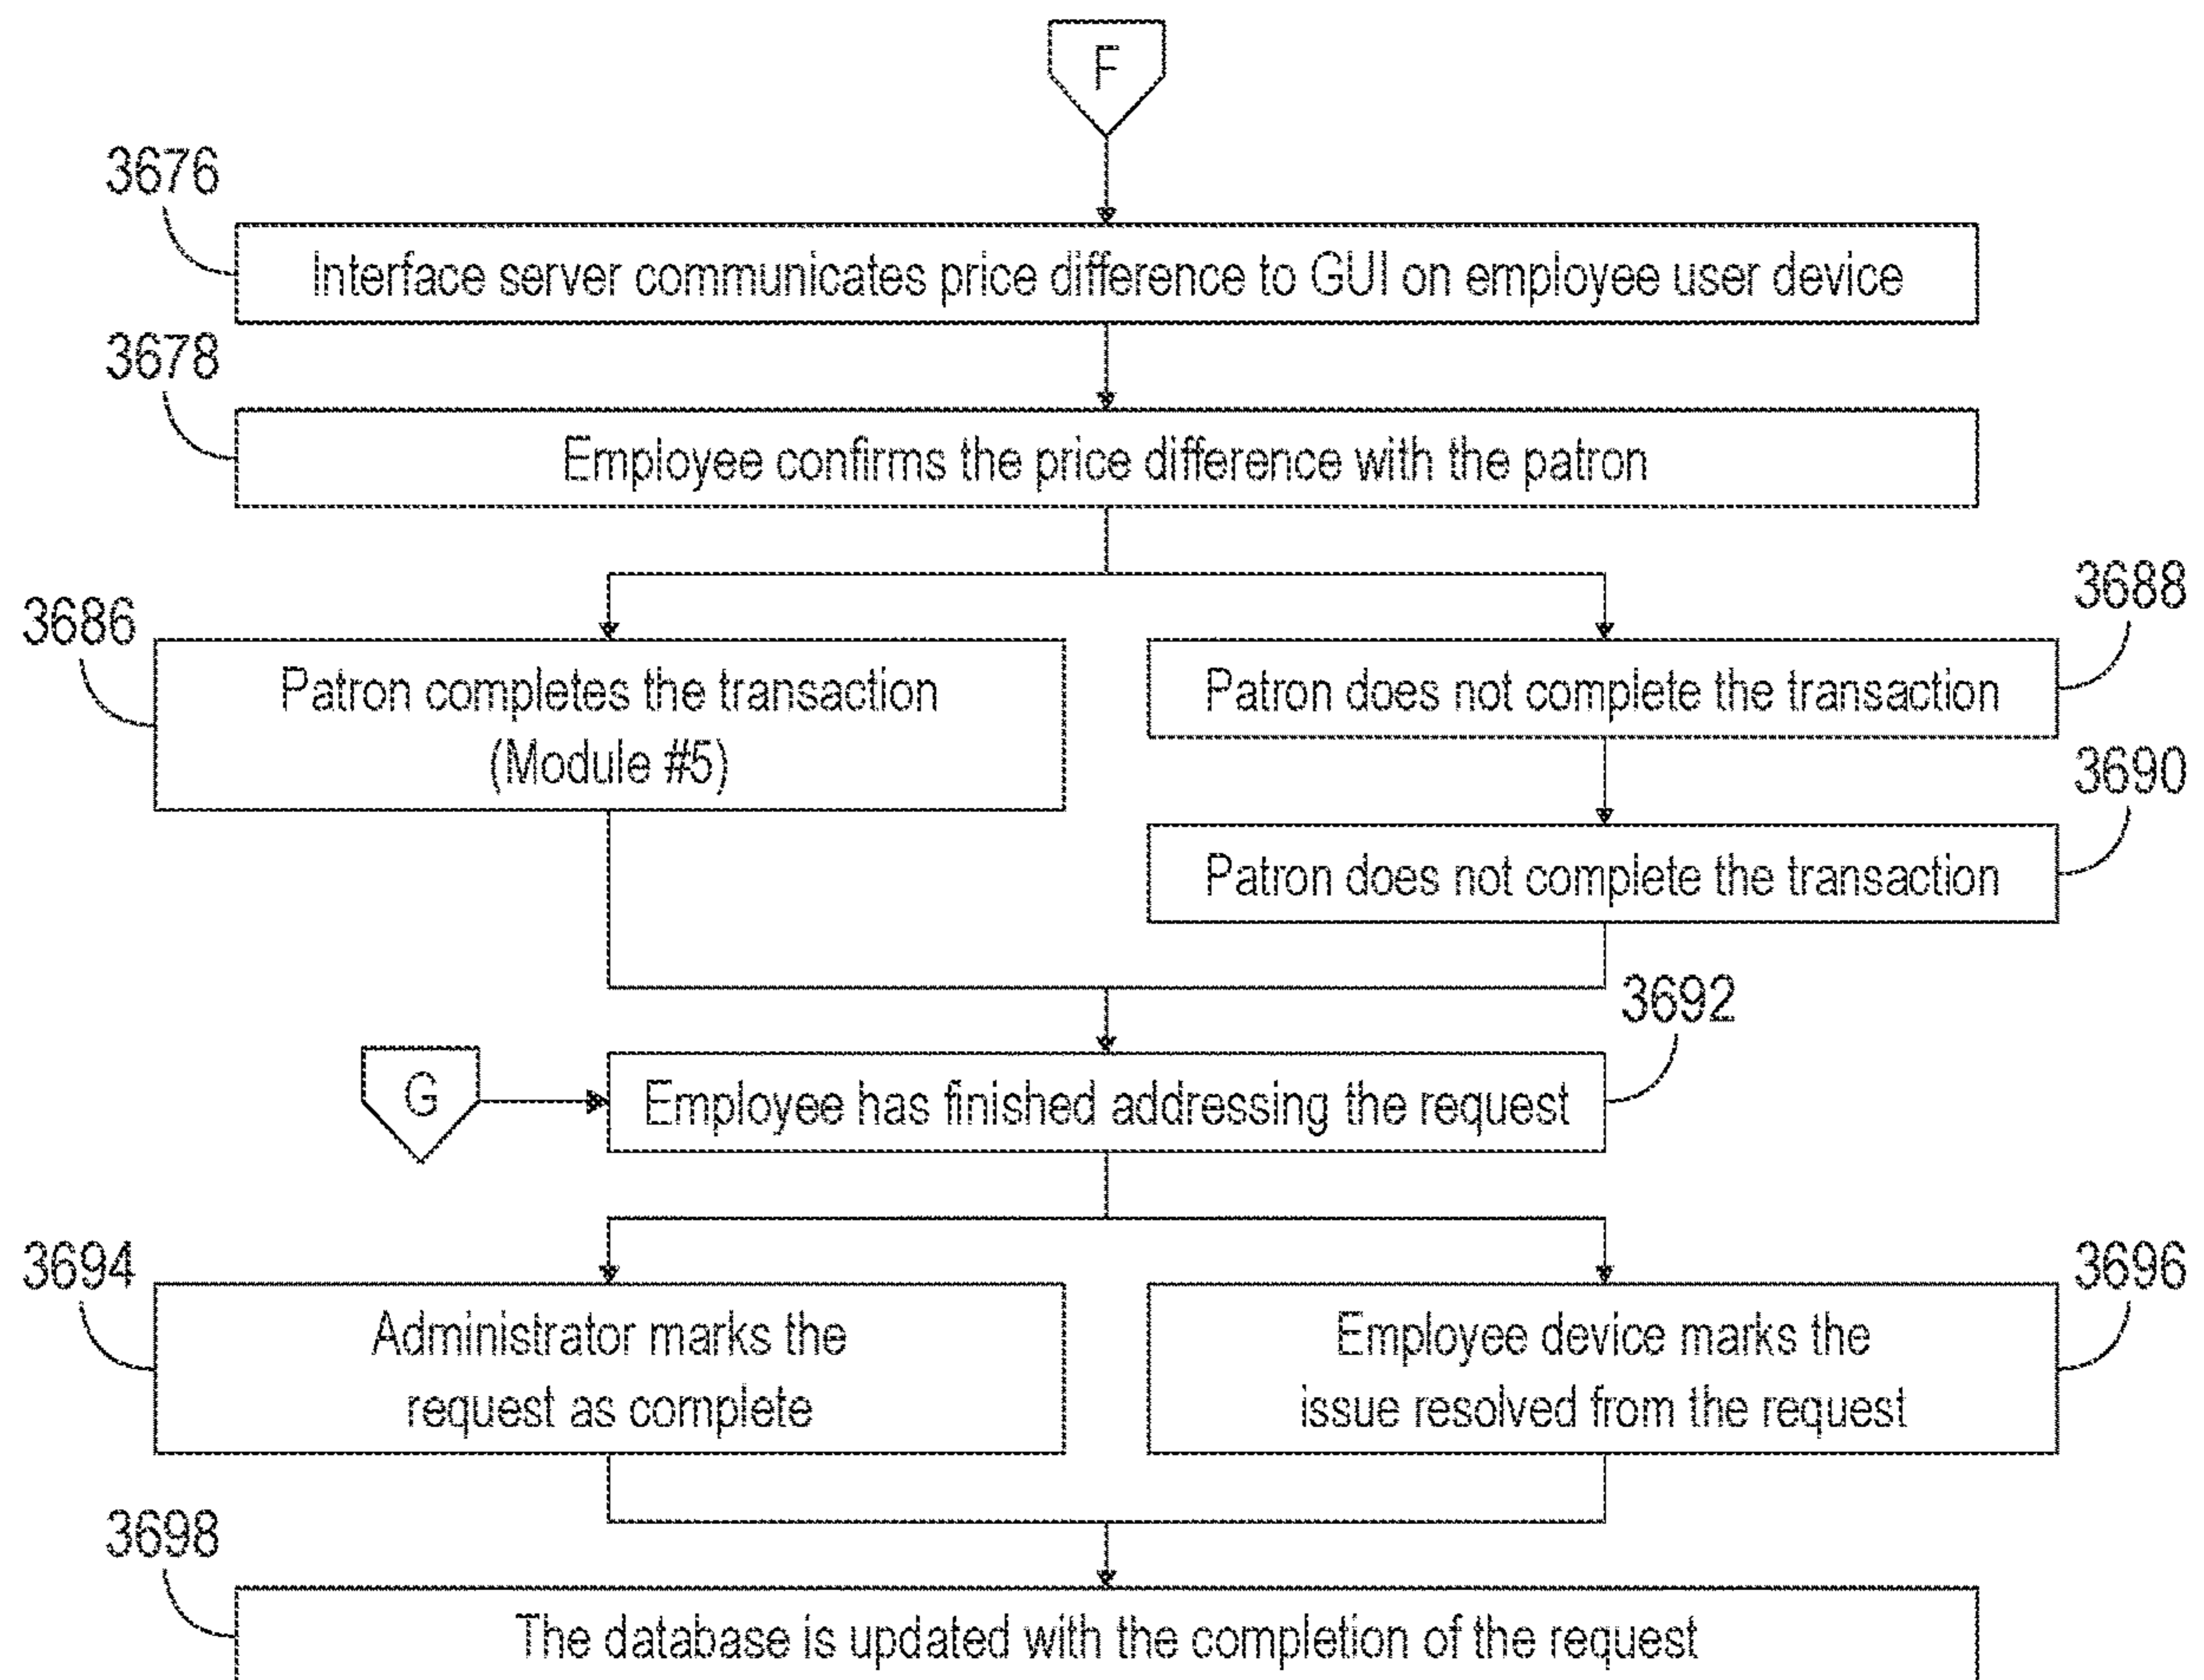 F
3676
Interface server communicates price difference to GUI on employee user device
3678
Employee confirms the price difference with the patron
3686
Patron completes the transaction
(Module #5)
3688
Patron does not complete the transaction
3690
Patron does not complete the transaction
3692
G
Employee has finished addressing the request
3694
Administrator marks the
request as complete
3696
Employee device marks the
issue resolved from the request
3698
The database is updated with the completion of the request